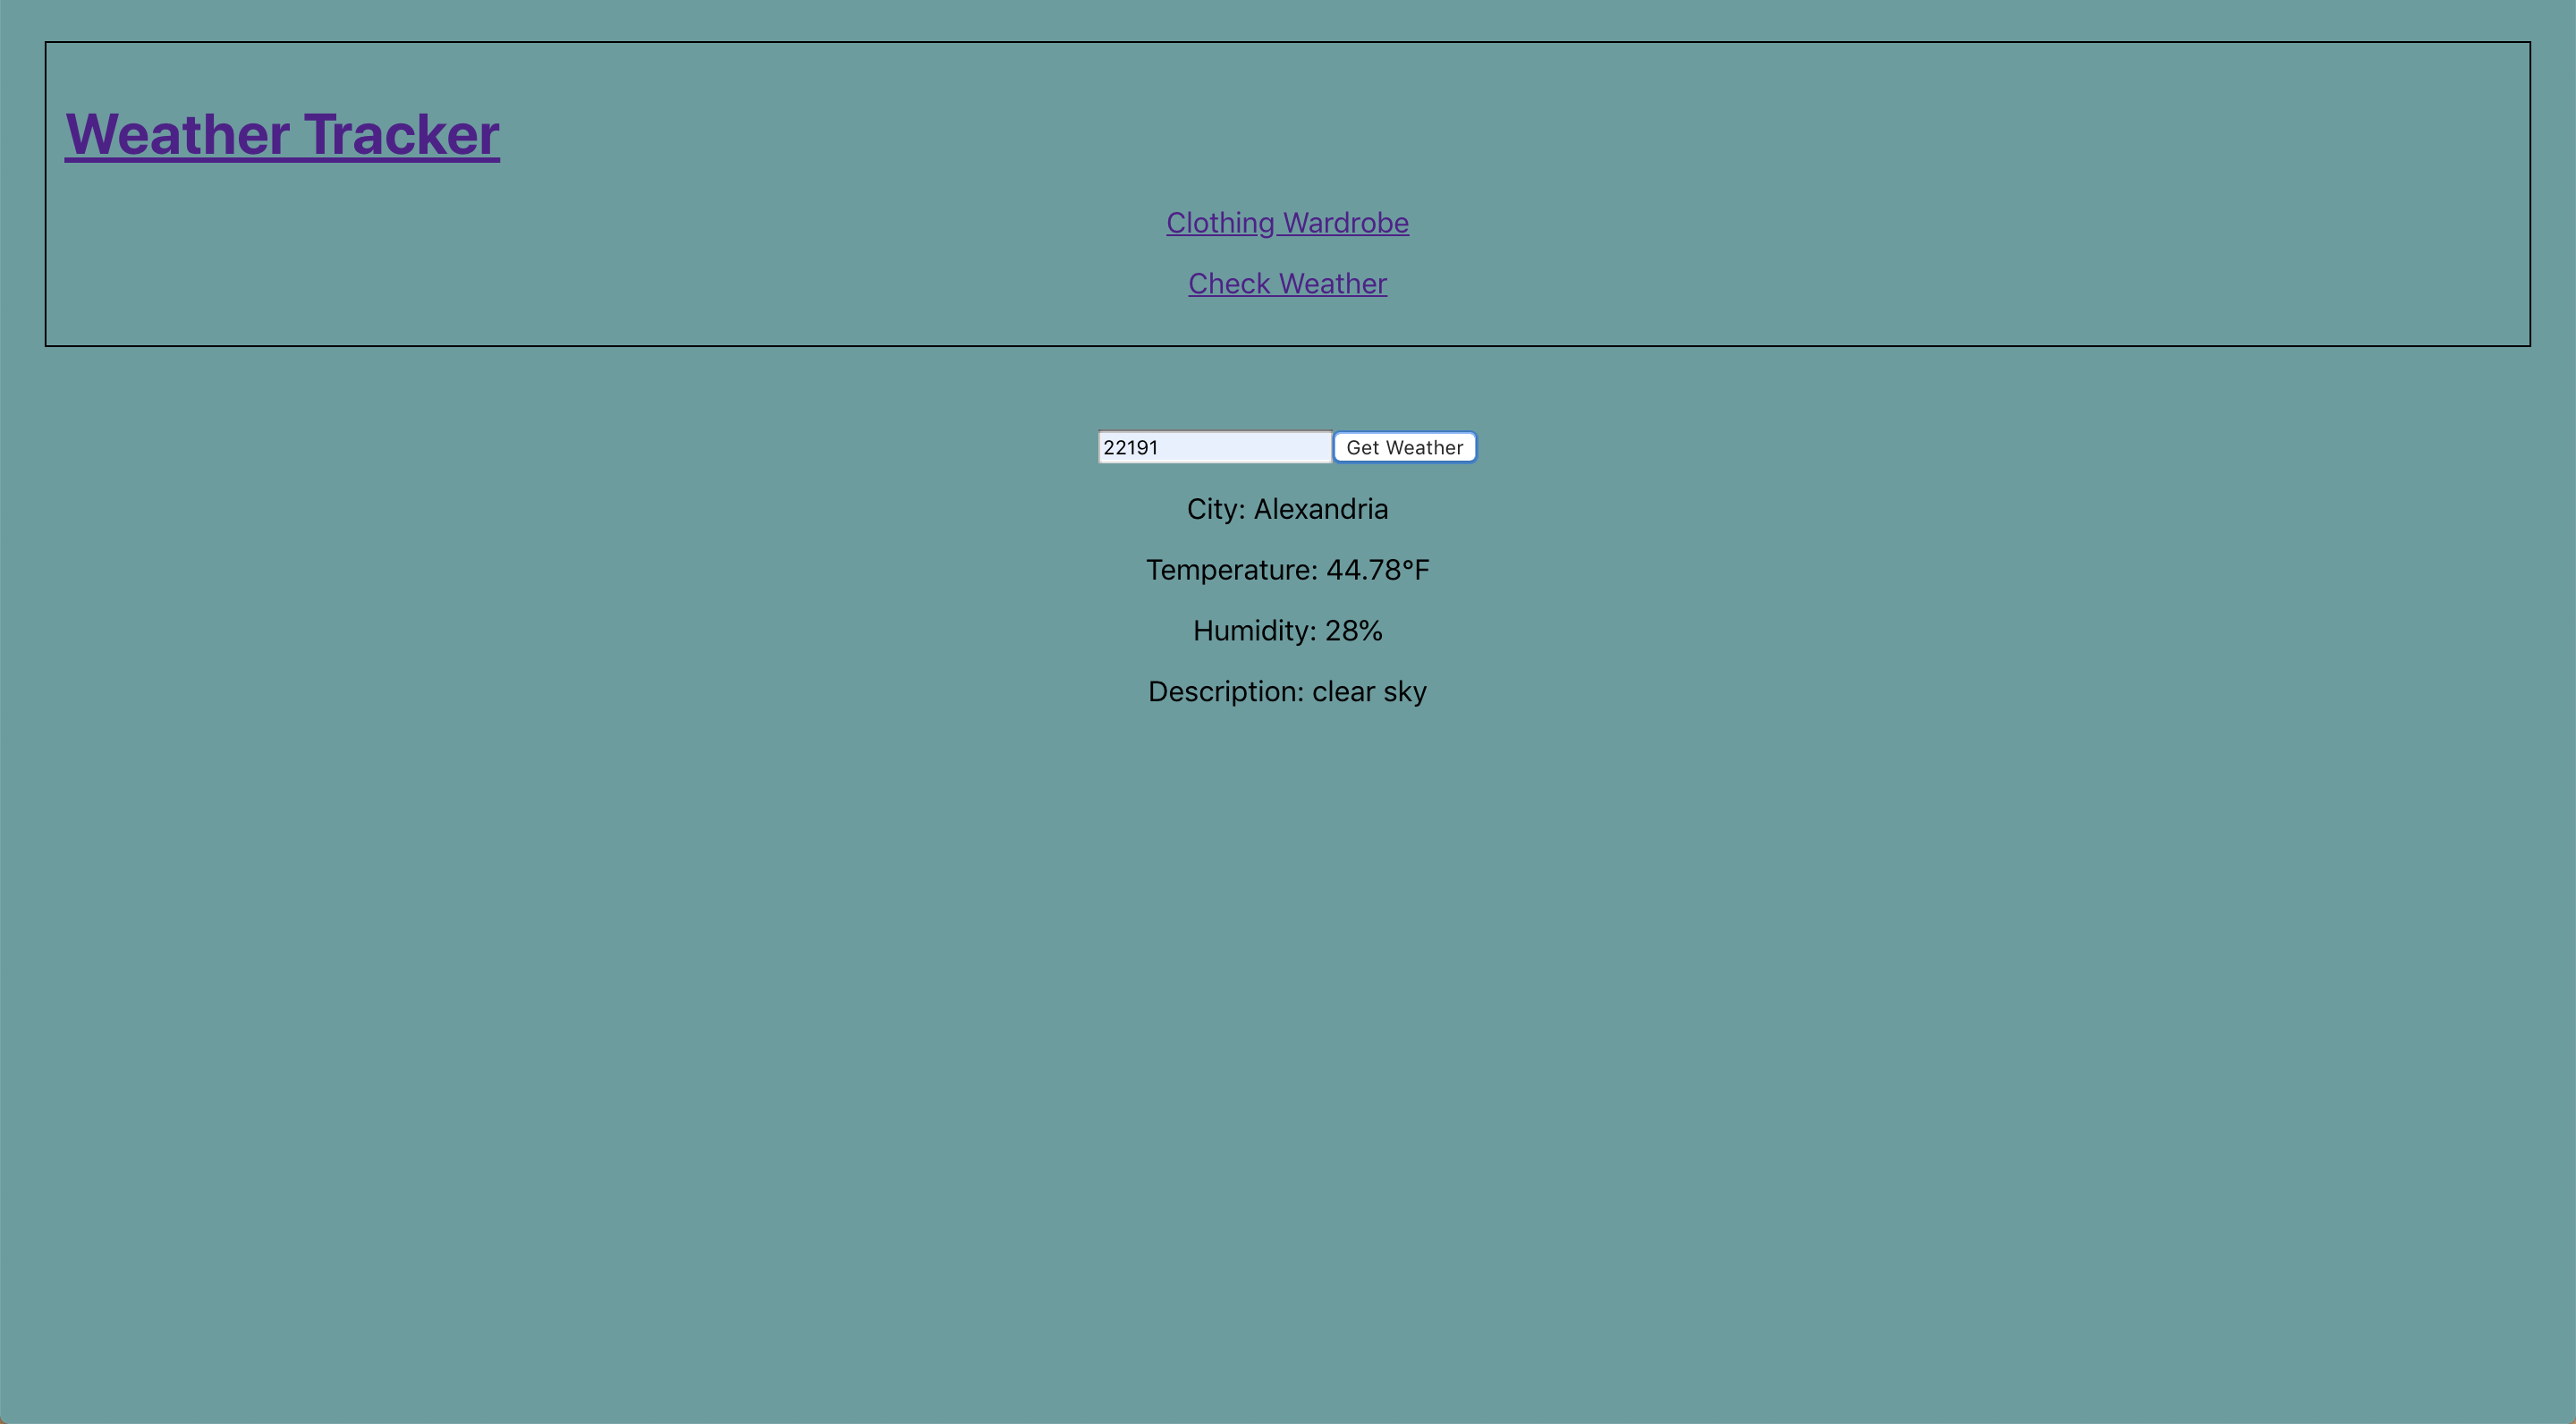 Weather Tracker
Clothing Wardrobe
Check Weather
22191 Get Weather
City: Alexandria
Temperature: 44.78°F
Humidity: 28%
Description: clear sky